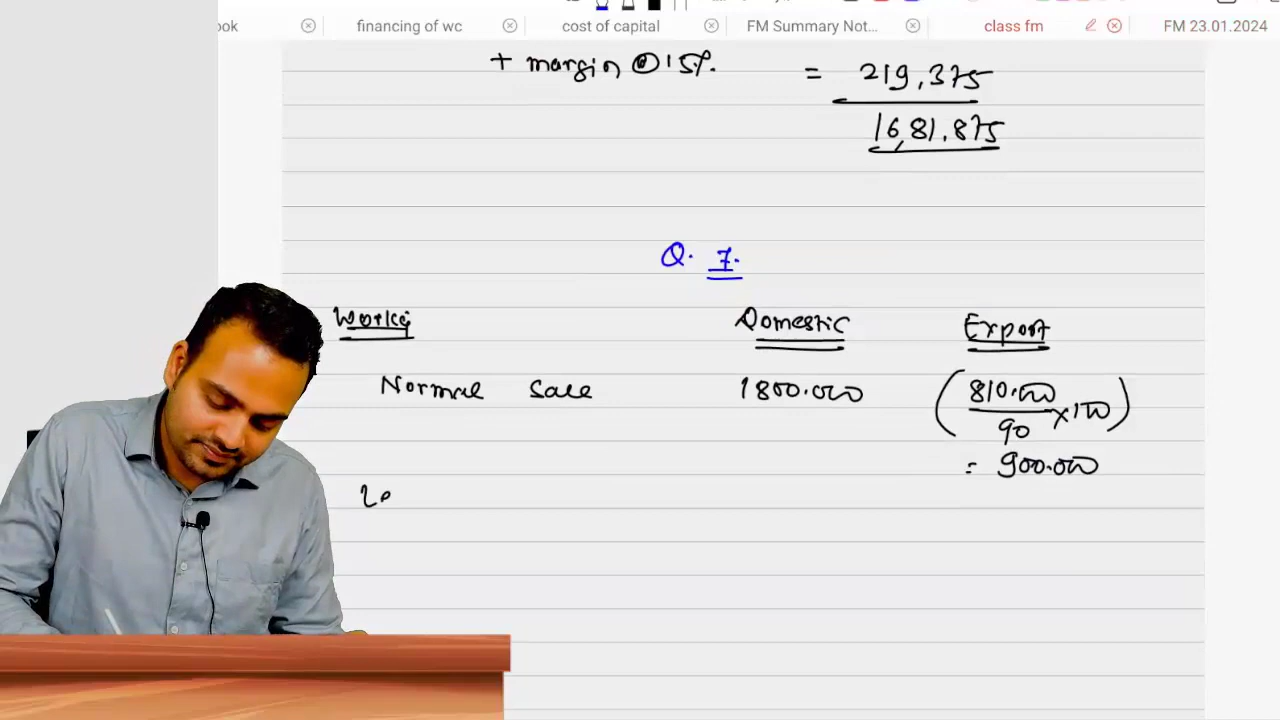 ook financing of wc cost of capital FM Summary Not... class fm FM 23.01.2024
+ margin @ 15%. = 219,375
16,81,875
Q. 7.
Domestic Export
Normal Sale 1800.000 (810.000/90 x 100)
= 900.000